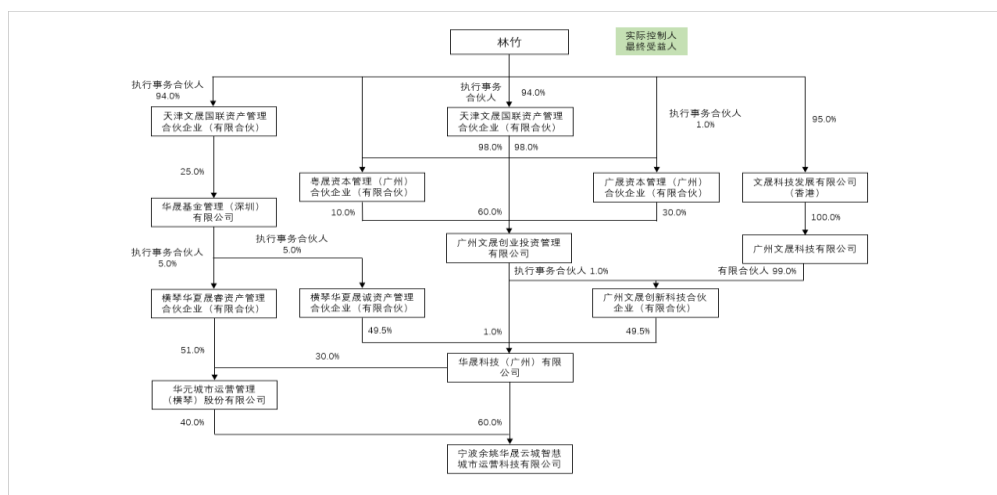 林竹
实际控制人
最终受益人
执行事务合伙人
94.0%
执行事务
合伙人
94.0%
执行事务合伙人
1.0%
95.0%
天津文晟国联资产管理
合伙企业（有限合伙）
天津文晟国联资产管理
合伙企业（有限合伙）
98.0%
98.0%
25.0%
粤晟资本管理（广州）
合伙企业（有限合伙）
广晟资本管理（广州）
合伙企业（有限合伙）
文晟科技发展有限公司
（香港）
华晟基金管理（深圳）
有限公司
10.0%
60.0%
30.0%
100.0%
执行事务合伙人
5.0%
执行事务合伙人
5.0%
广州文晟创业投资管理
有限公司
广州文晟科技有限公司
执行事务合伙人 1.0%
有限合伙人 99.0%
横琴华夏晟睿资产管理
合伙企业（有限合伙）
横琴华夏晟诚资产管理
合伙企业（有限合伙）
广州文晟创新科技合伙
企业（有限合伙）
49.5%
1.0%
49.5%
51.0%
30.0%
华晟科技（广州）有限
公司
华元城市运营管理
（横琴）股份有限公司
40.0%
60.0%
宁波余姚华晟云城智慧
城市运营科技有限公司